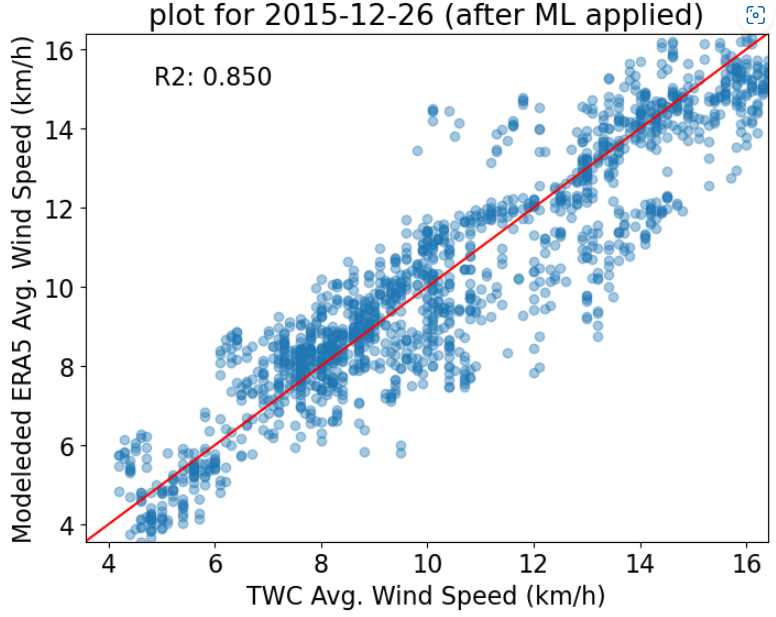 plot for 2015-12-26 (after ML applied)
R2: 0.850
Modeleded ERA5 Avg. Wind Speed (km/h)
16
14
12
10
8
6
4
4 6 8 10 12 14 16
TWC Avg. Wind Speed (km/h)